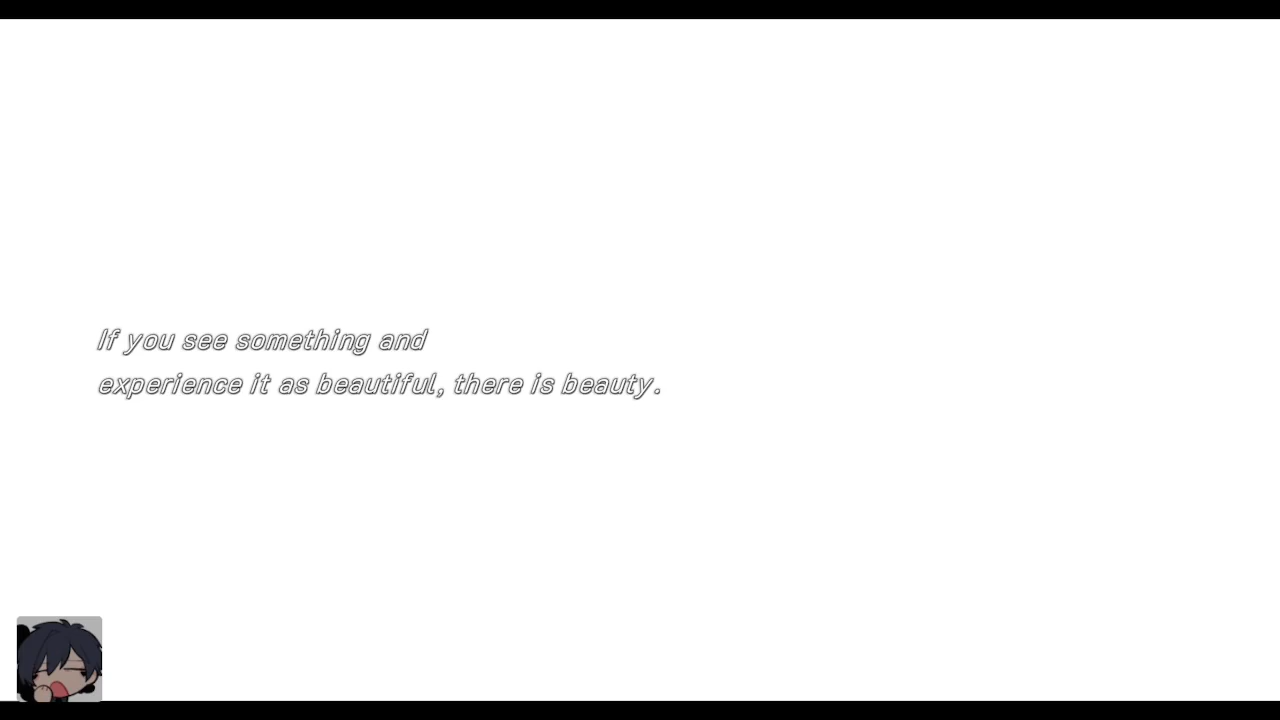 If you see something and
experience it as beautiful, there is beauty.